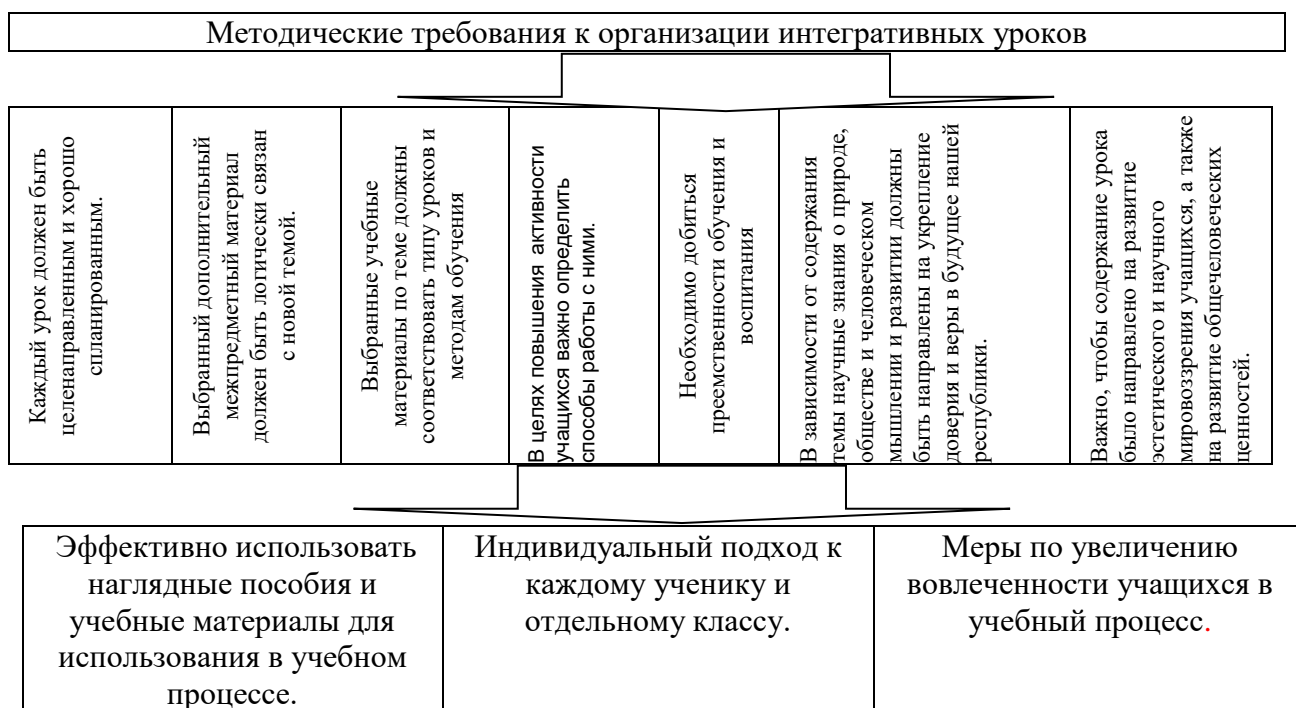 Методические требования к организации интегративных уроков
Каждый урок должен быть
целенаправленным и хорошо
спланированным.
Выбранный дополнительный
межпредметный материал
должен быть логически связан
с новой темой.
Выбранные учебные
материалы по теме должны
соответствовать типу уроков и
методам обучения
В целях повышения активности
учащихся важно определить
способы работы с ними.
Необходимо добиться
преемственности обучения и
воспитания
В зависимости от содержания
темы научные знания о природе,
обществе и человеческом
мышлении и развитии должны
быть направлены на укрепление
доверия и веры в будущее нашей
республики.
Важно, чтобы содержание урока
было направлено на развитие
эстетического и научного
мировоззрения учащихся, а также
на развитие общечеловеческих
ценностей.
Эффективно использовать
наглядные пособия и
учебные материалы для
использования в учебном
процессе.
Индивидуальный подход к
каждому ученику и
отдельному классу.
Меры по увеличению
вовлеченности учащихся в
учебный процесс.